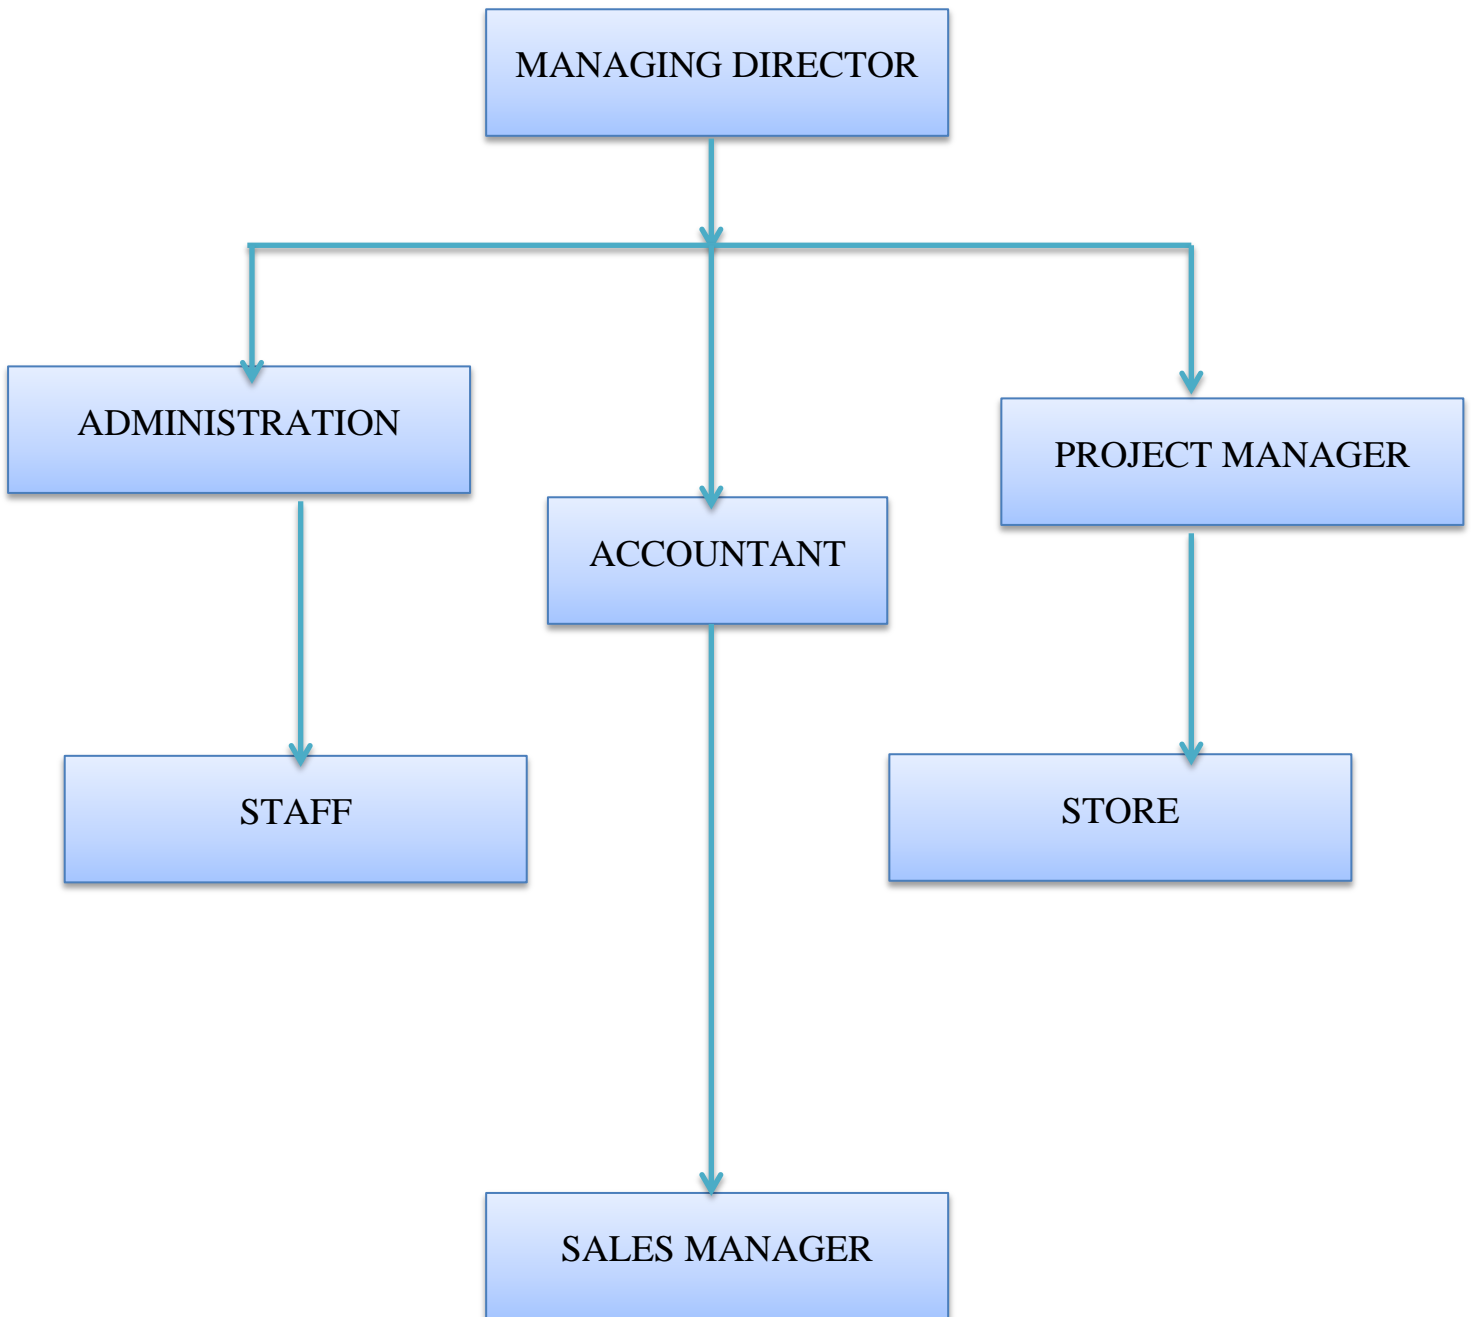 MANAGING DIRECTOR
ADMINISTRATION
PROJECT MANAGER
ACCOUNTANT
STAFF
STORE
SALES MANAGER